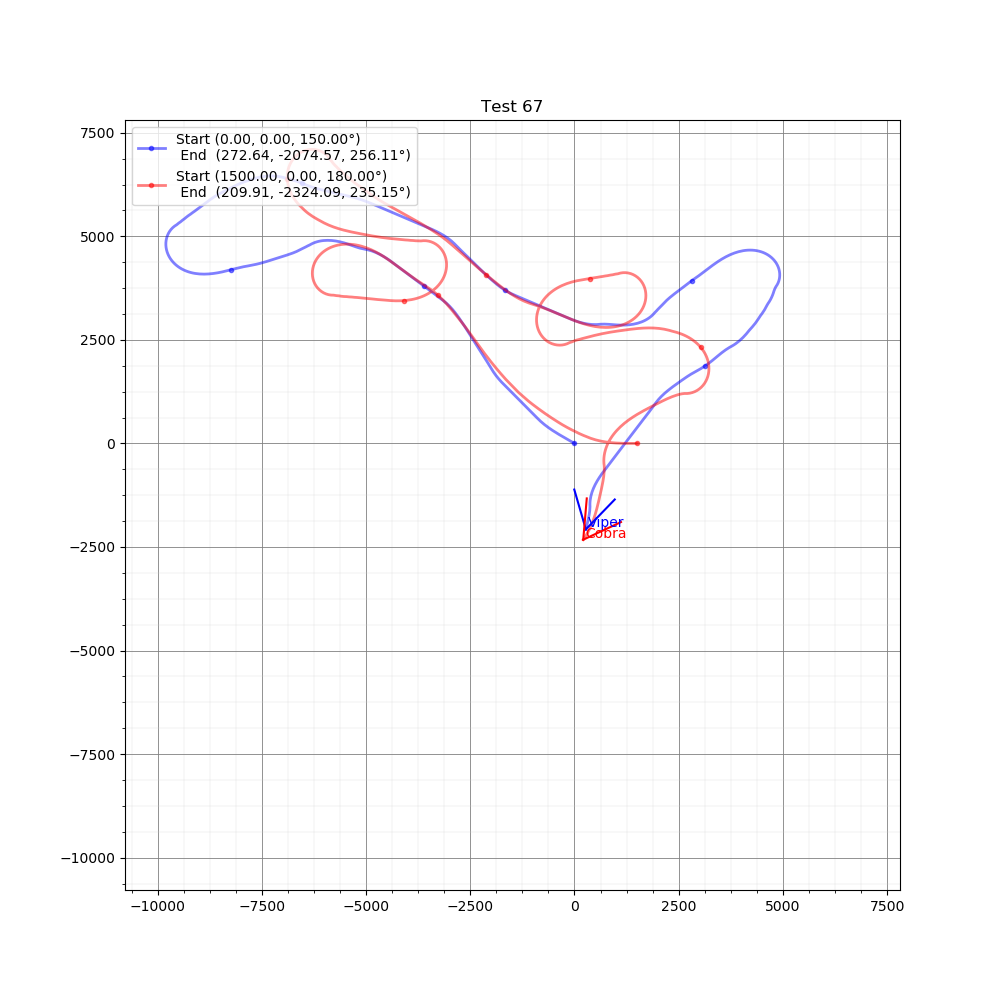 Test 67
Start (0.00, 0.00, 150.00°)
End  (272.64, -2074.57, 256.11°)
Start (1500.00, 0.00, 180.00°)
End  (209.91, -2324.09, 235.15°)
7500
5000
2500
0
−2500
−5000
−7500
−10000
Viper
Cobra
−10000 −7500 −5000 −2500 0 2500 5000 7500